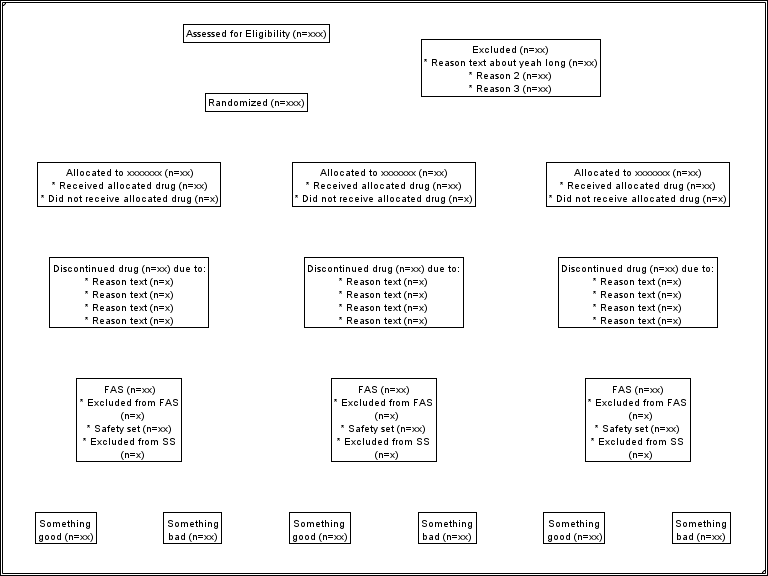 Assessed for Eligibility (n=xxx)
Excluded (n=xx)
* Reason text about yeah long (n=xx)
* Reason 2 (n=xx)
* Reason 3 (n=xx)
Randomized (n=xxx)
Allocated to xxxxxxx (n=xx)
* Received allocated drug (n=xx)
* Did not receive allocated drug (n=x)
Allocated to xxxxxxx (n=xx)
* Received allocated drug (n=xx)
* Did not receive allocated drug (n=x)
Allocated to xxxxxxx (n=xx)
* Received allocated drug (n=xx)
* Did not receive allocated drug (n=x)
Discontinued drug (n=xx) due to:
* Reason text (n=x)
* Reason text (n=x)
* Reason text (n=x)
* Reason text (n=x)
Discontinued drug (n=xx) due to:
* Reason text (n=x)
* Reason text (n=x)
* Reason text (n=x)
* Reason text (n=x)
Discontinued drug (n=xx) due to:
* Reason text (n=x)
* Reason text (n=x)
* Reason text (n=x)
* Reason text (n=x)
FAS (n=xx)
* Excluded from FAS
(n=x)
* Safety set (n=xx)
* Excluded from SS
(n=x)
FAS (n=xx)
* Excluded from FAS
(n=x)
* Safety set (n=xx)
* Excluded from SS
(n=x)
FAS (n=xx)
* Excluded from FAS
(n=x)
* Safety set (n=xx)
* Excluded from SS
(n=x)
Something
good (n=xx)
Something
bad (n=xx)
Something
good (n=xx)
Something
bad (n=xx)
Something
good (n=xx)
Something
bad (n=xx)